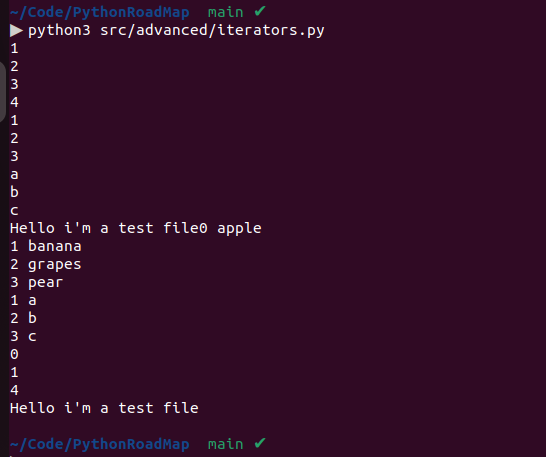 ~/Code/PythonRoadMap main ✔
▶ python3 src/advanced/iterators.py
1
2
3
4
1
2
3
a
b
c
Hello i'm a test file0 apple
1 banana
2 grapes
3 pear
1 a
2 b
3 c
0
1
4
Hello i'm a test file
~/Code/PythonRoadMap main ✔